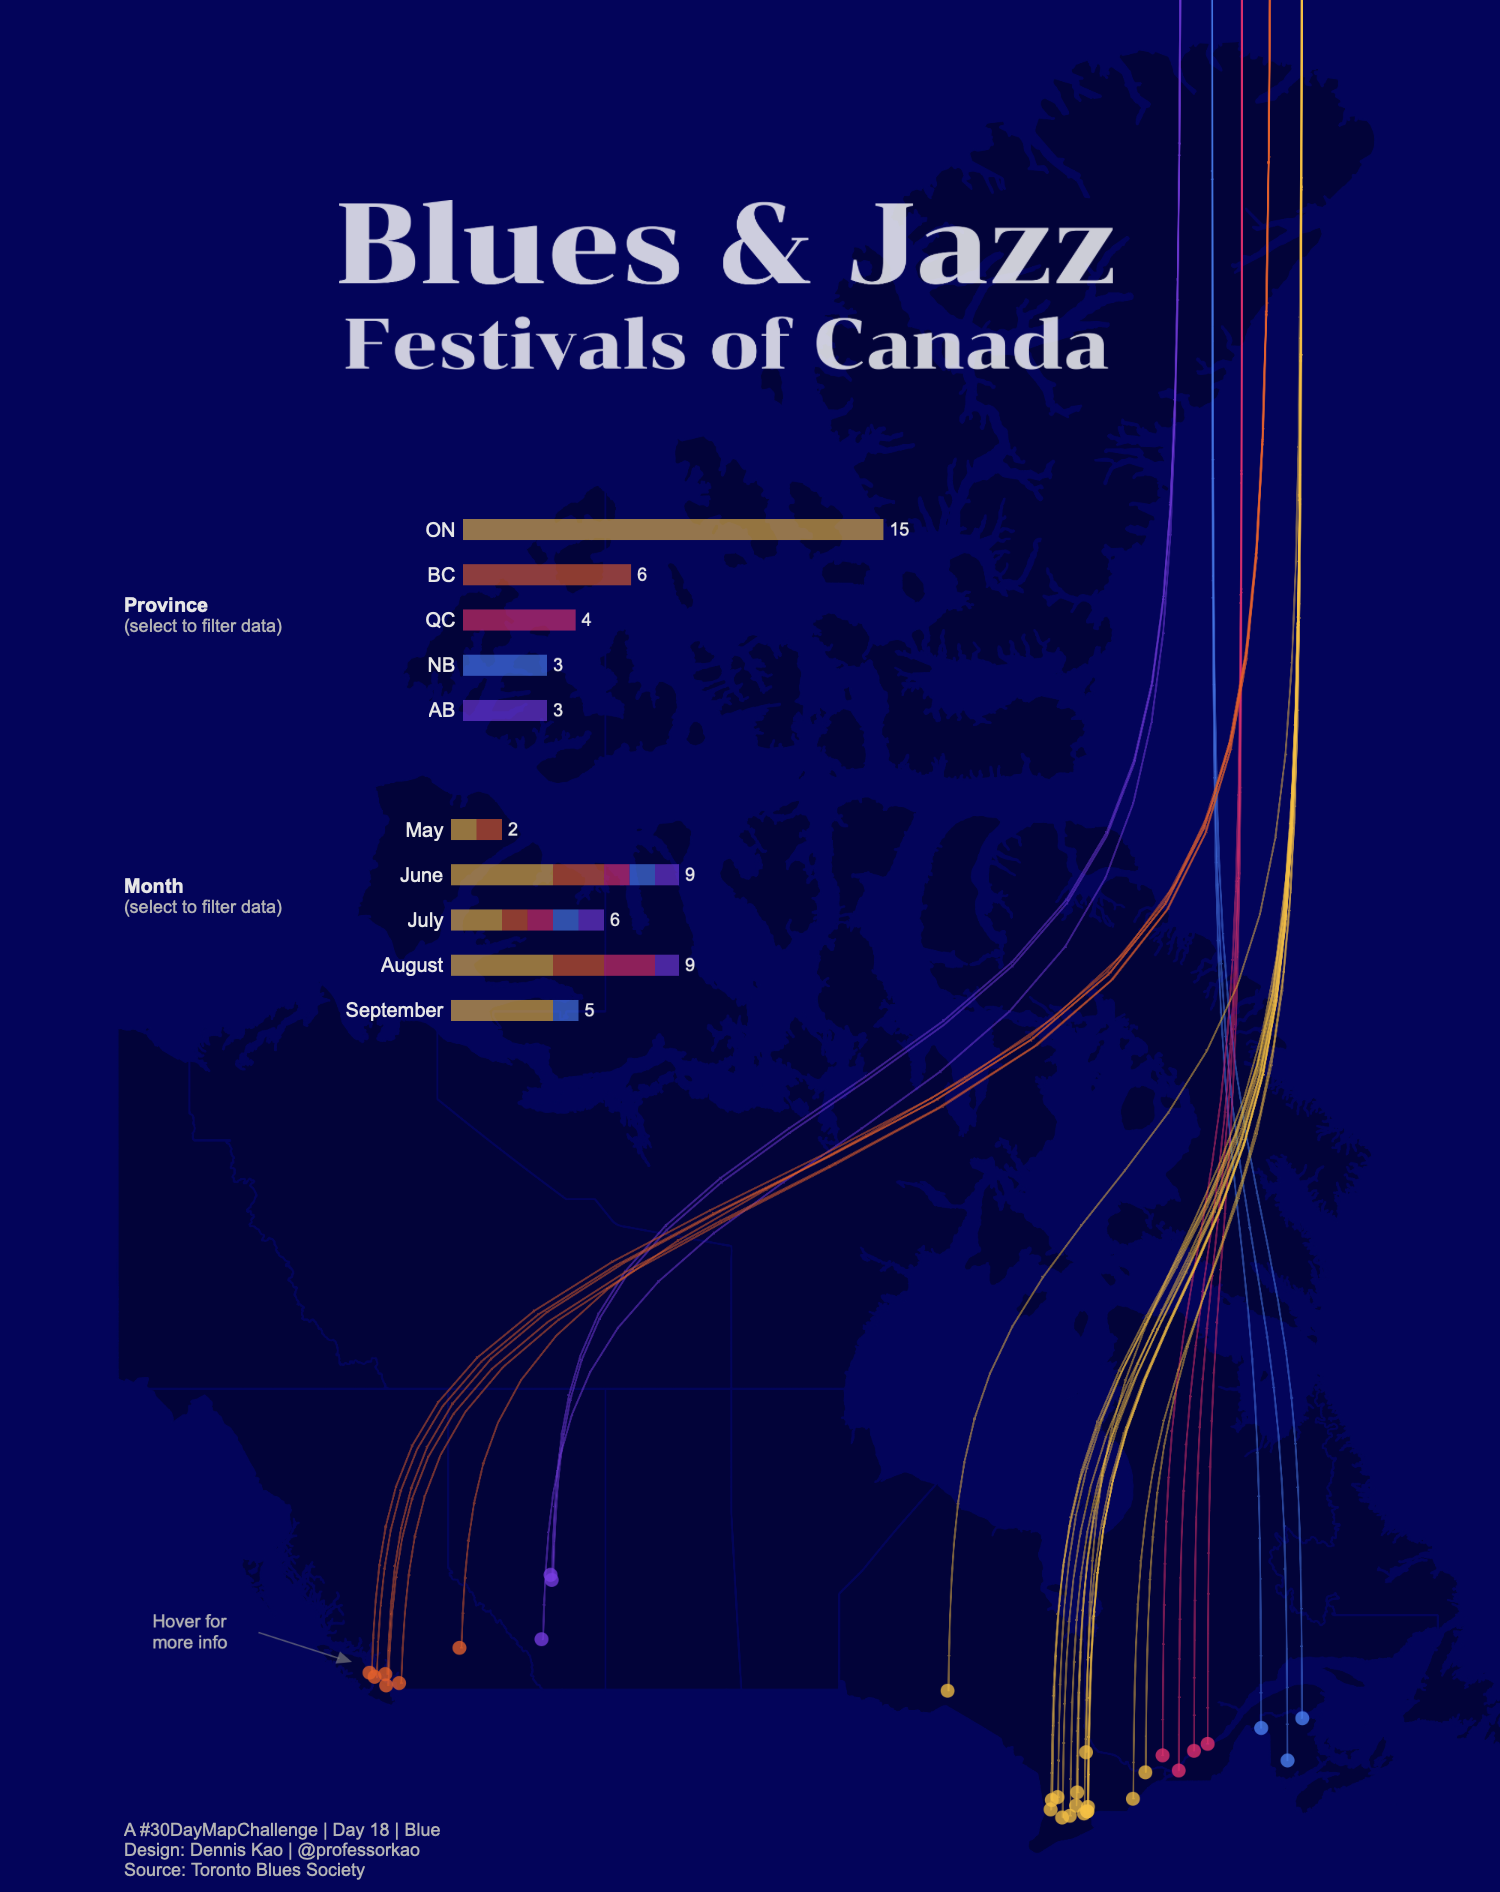 Blues & Jazz
Festivals of Canada
Province
(select to filter data)
ON 15
BC 6
QC 4
NB 3
AB 3
Month
(select to filter data)
May 2
June 9
July 6
August 9
September 5
Hover for
more info
A #30DayMapChallenge | Day 18 | Blue
Design: Dennis Kao | @professorkao
Source: Toronto Blues Society